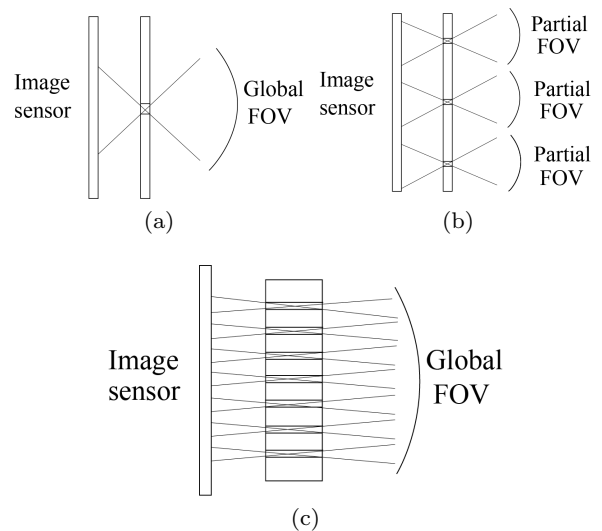 Image
sensor
Global
FOV
(a)
Image
sensor
Partial
FOV
Partial
FOV
Partial
FOV
(b)
Image
sensor
Global
FOV
(c)